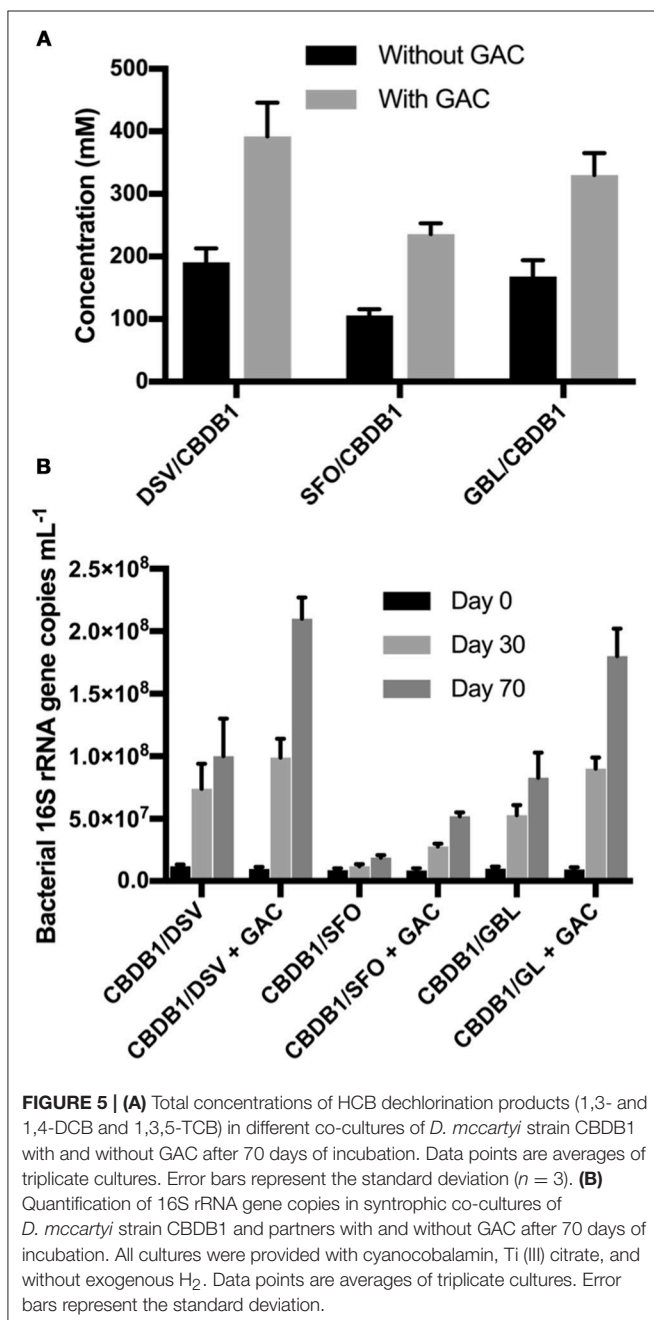 A
Without GAC
With GAC
Concentration (mM)
500
400
300
200
100
0
DSV/CBDB1
SFO/CBDB1
GBL/CBDB1
B
Bacterial 16S rRNA gene copies mL⁻¹
2.5×10⁸
2.0×10⁸
1.5×10⁸
1.0×10⁸
5.0×10⁷
0.0
Day 0
Day 30
Day 70
CBDB1/DSV
CBDB1/DSV + GAC
CBDB1/SFO
CBDB1/SFO + GAC
CBDB1/GBL
CBDB1/GL + GAC
FIGURE 5 | (A) Total concentrations of HCB dechlorination products (1,3- and
1,4-DCB and 1,3,5-TCB) in different co-cultures of D. mccartyi strain CBDB1
with and without GAC after 70 days of incubation. Data points are averages of
triplicate cultures. Error bars represent the standard deviation (n = 3). (B)
Quantification of 16S rRNA gene copies in syntrophic co-cultures of
D. mccartyi strain CBDB1 and partners with and without GAC after 70 days of
incubation. All cultures were provided with cyanocobalamin, Ti (III) citrate, and
without exogenous H₂. Data points are averages of triplicate cultures. Error
bars represent the standard deviation.